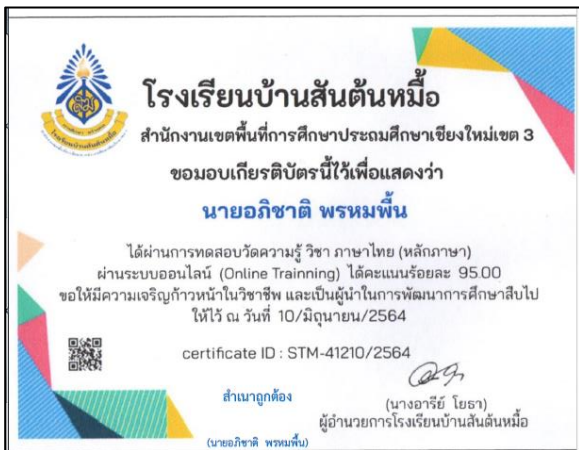 โรงเรียนบ้านสันต้นหมื้อ
สำนักงานเขตพื้นที่การศึกษาประถมศึกษาเชียงใหม่เขต 3
ขอมอบเกียรติบัตรนี้ไว้เพื่อแสดงว่า
นายอภิชาติ พรหมพื้น
ได้ผ่านการทดสอบวัดความรู้ วิชา ภาษาไทย (หลักภาษา)
ผ่านระบบออนไลน์ (Online Trainning) ได้คะแนนร้อยละ 95.00
ขอให้มีความเจริญก้าวหน้าในวิชาชีพ และเป็นผู้นำในการพัฒนาการศึกษาสืบไป
ให้ไว้ ณ วันที่ 10/มิถุนายน/2564
certificate ID : STM-41210/2564
สำเนาถูกต้อง
(นางอารีย์ โยธา)
ผู้อำนวยการโรงเรียนบ้านสันต้นหมื้อ
(นายอภิชาติ พรหมพื้น)